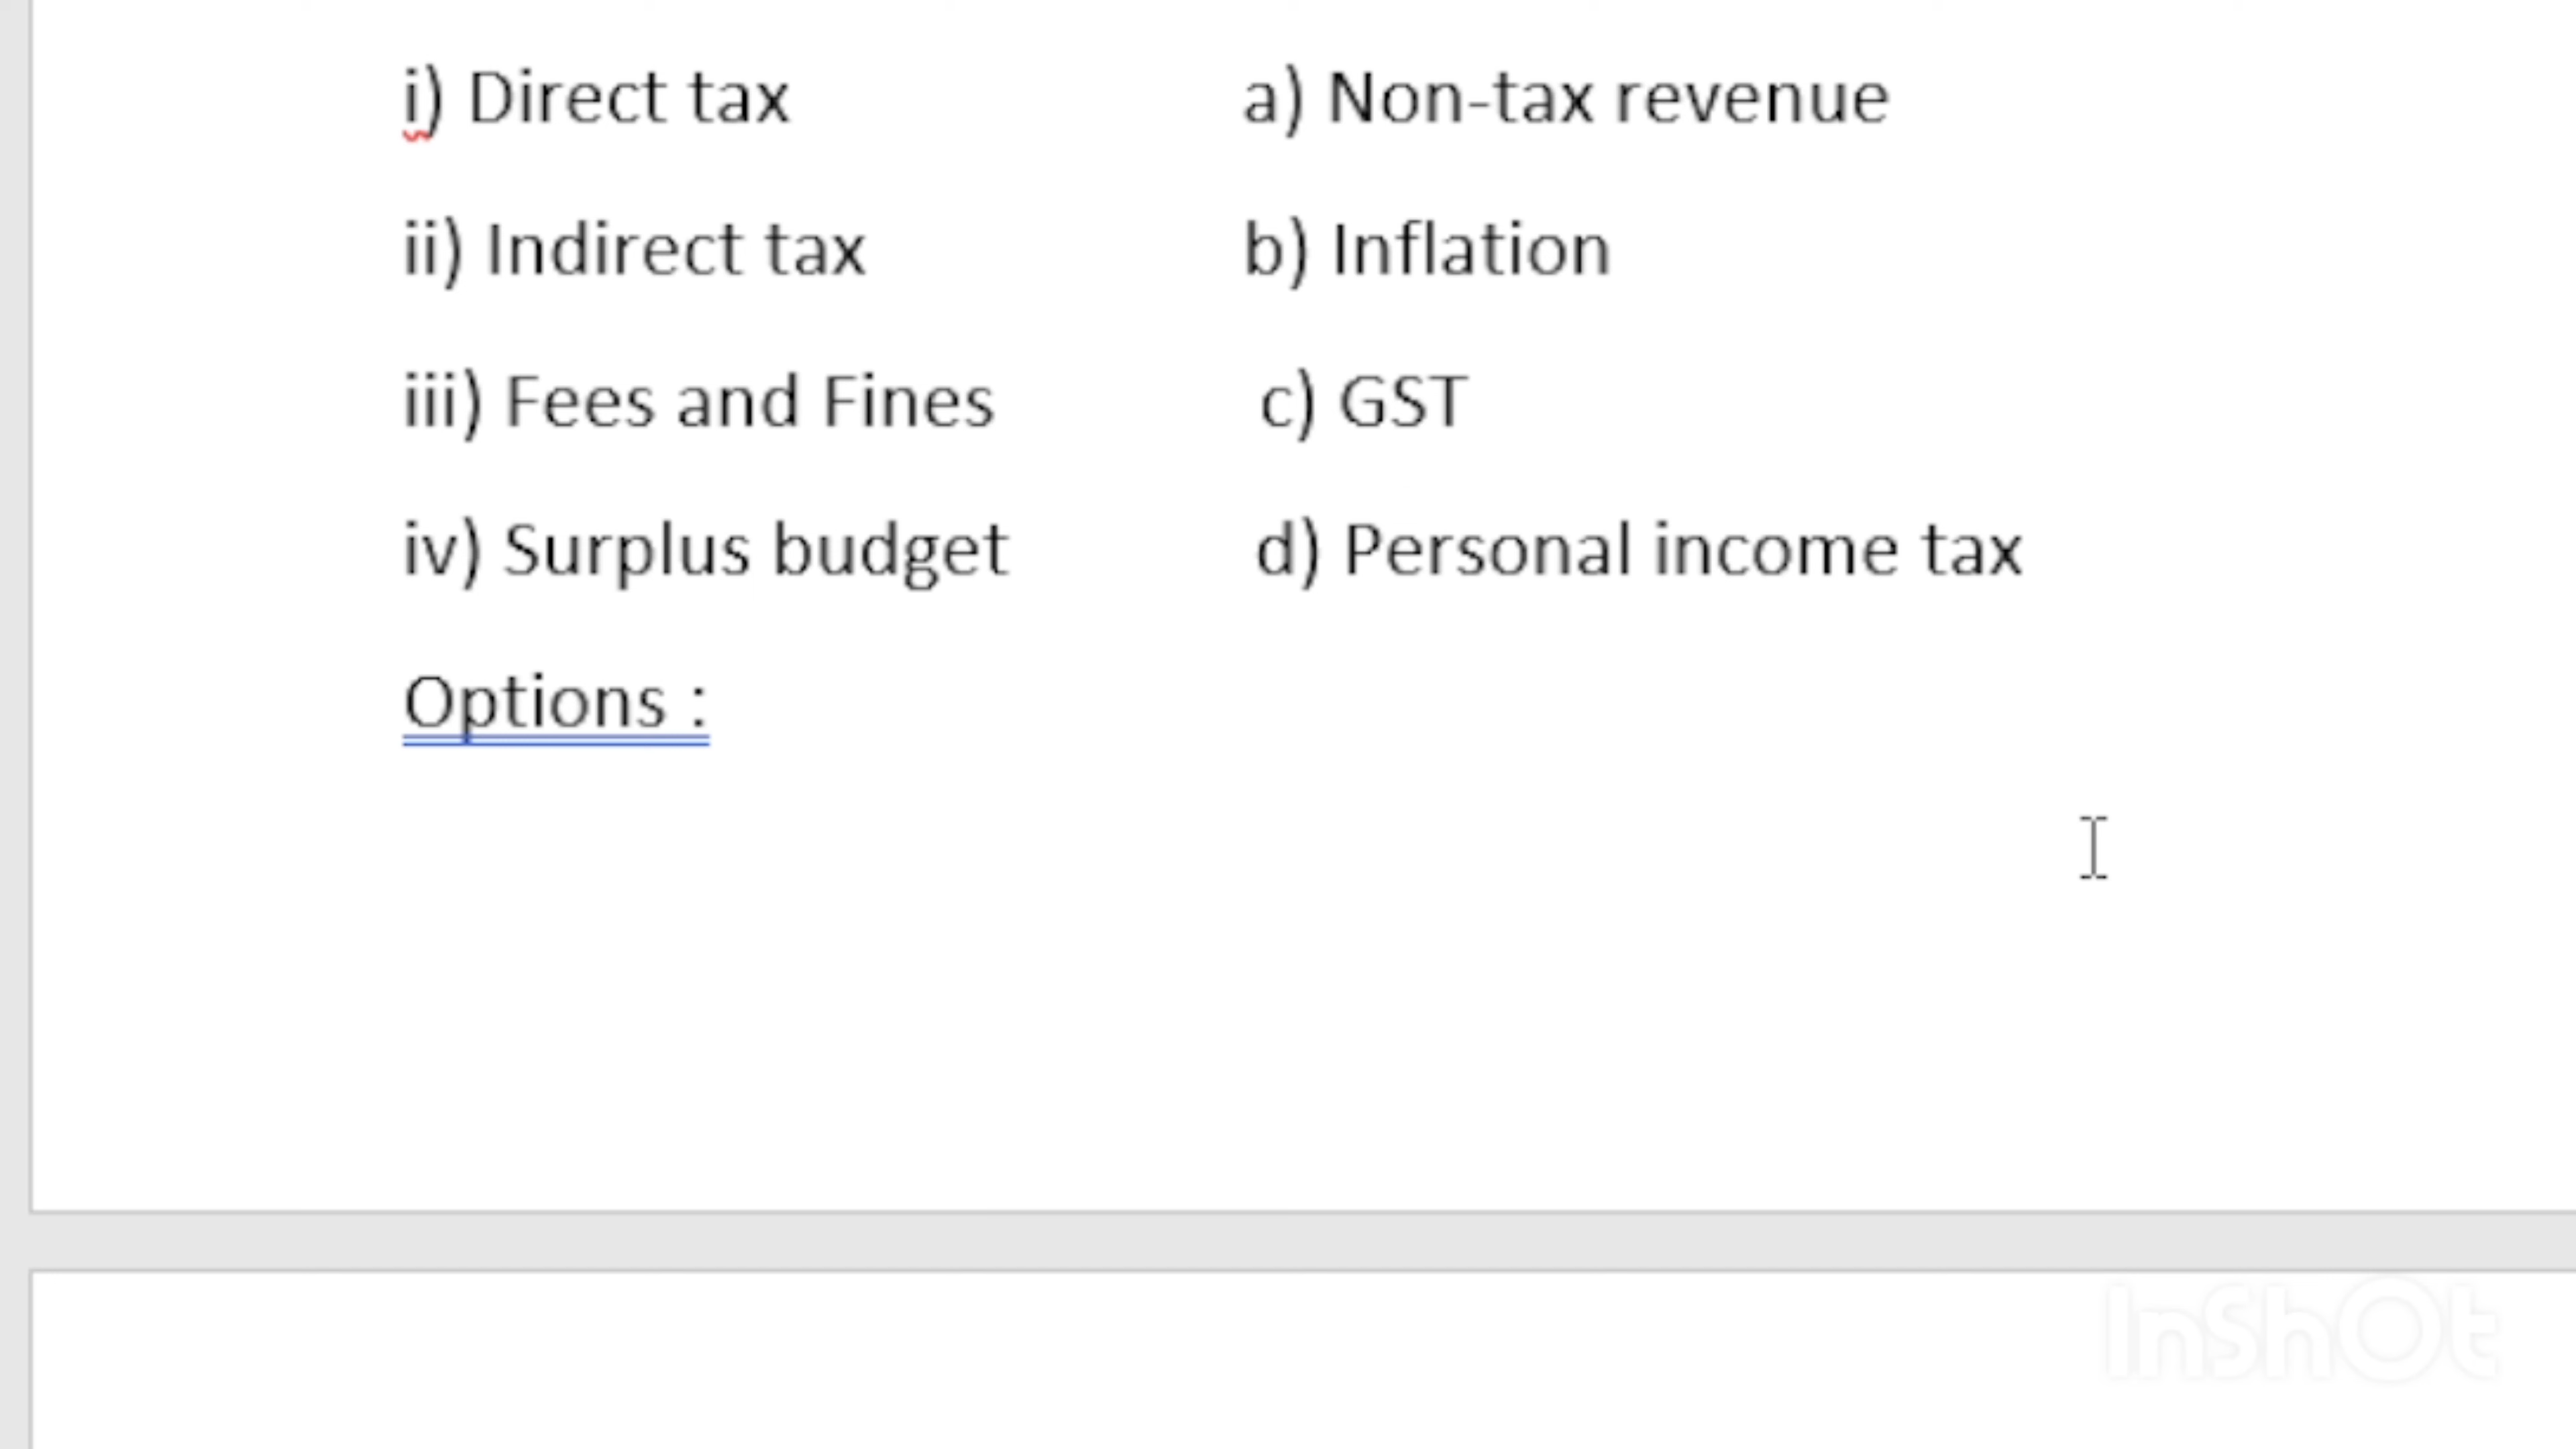 i) Direct tax a) Non-tax revenue
ii) Indirect tax b) Inflation
iii) Fees and Fines c) GST
iv) Surplus budget d) Personal income tax
Options :
InShOt